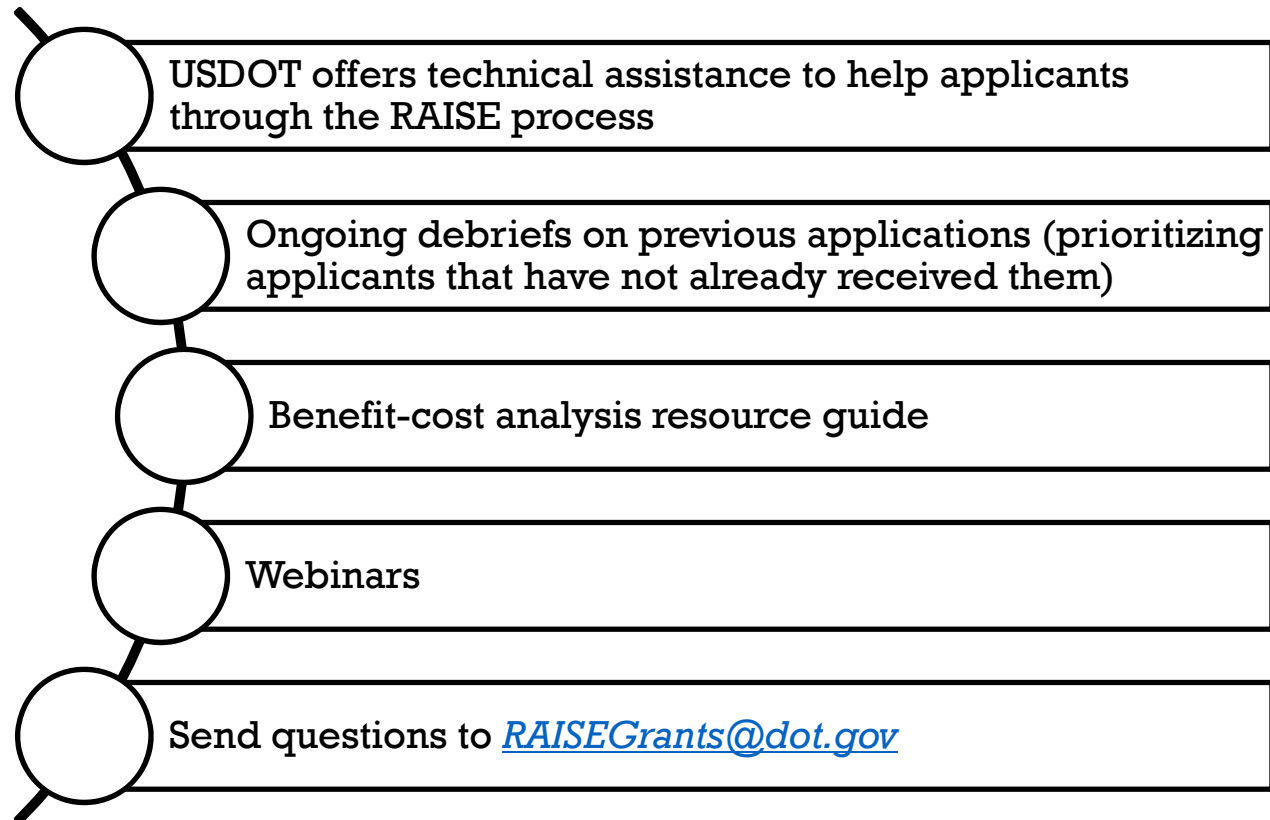 USDOT offers technical assistance to help applicants
through the RAISE process
Ongoing debriefs on previous applications (prioritizing
applicants that have not already received them)
Benefit-cost analysis resource guide
Webinars
Send questions to RAISEGrants@dot.gov